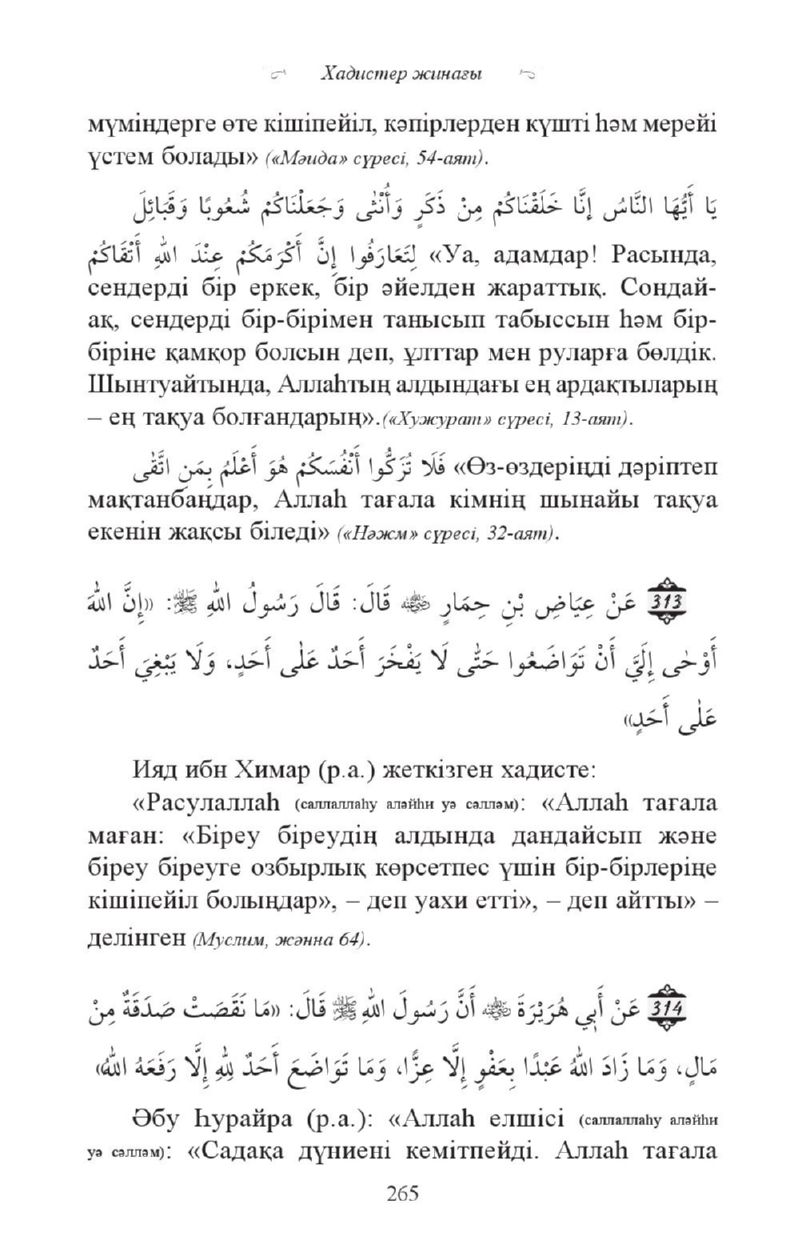 Хадистер жинағы
мүміндерге өте кішіпейіл, кәпірлерден күшті һәм мерейі
үстем болады» («Мәида» сүресі, 54-аят).
يَا أَيُّهَا النَّاسُ إِنَّا خَلَقْنَاكُمْ مِنْ ذَكَرٍ وَأُنْثَى وَجَعَلْنَاكُمْ شُعُوبًا وَقَبَائِلَ
لِتَعَارَفُوا إِنَّ أَكْرَمَكُمْ عِنْدَ اللهِ أَتْقَاكُمْ «Уа, адамдар! Расында,
сендерді бір еркек, бір әйелден жараттық. Сондай-
ақ, сендерді бір-бірімен танысып табыссын һәм бір-
біріне қамқор болсын деп, ұлттар мен руларға бөлдік.
Шынтуайтында, Аллаһтың алдындағы ең ардақтыларың
– ең тақуа болғандарың».(«Хужурат» сүресі, 13-аят).
فَلَا تُزَكُّوا أَنْفُسَكُمْ هُوَ أَعْلَمُ بِمَنِ اتَّقَى «Өз-өздеріңді дәріптеп
мақтанбаңдар, Аллаһ тағала кімнің шынайы тақуа
екенін жақсы біледі» («Нәжм» сүресі, 32-аят).
313 عَنْ عِيَاضِ بْنِ حِمَارٍ ﷺ قَالَ: قَالَ رَسُولُ اللهِ ﷺ: «إِنَّ اللهَ
أَوْحَى إِلَيَّ أَنْ تَوَاضَعُوا حَتَّى لَا يَفْخَرَ أَحَدٌ عَلَى أَحَدٍ، وَلَا يَبْغِيَ أَحَدٌ
عَلَى أَحَدٍ»
Ияд ибн Химар (р.а.) жеткізген хадисте:
«Расулаллаһ (саллаллаһу аләйһи уә сәлләм): «Аллаһ тағала
маған: «Біреу біреудің алдында дандайсып және
біреу біреуге озбырлық көрсетпес үшін бір-бірлеріңе
кішіпейіл болыңдар», – деп уахи етті», – деп айтты» –
делінген (Муслим, жәнна 64).
314 عَنْ أَبِي هُرَيْرَةَ ﷺ أَنَّ رَسُولَ اللهِ ﷺ قَالَ: «مَا نَقَصَتْ صَدَقَةٌ مِنْ
مَالٍ، وَمَا زَادَ اللهُ عَبْدًا بِعَفْوٍ إِلَّا عِزًّا، وَمَا تَوَاضَعَ أَحَدٌ لِلهِ إِلَّا رَفَعَهُ اللهُ»
Әбу Һурайра (р.а.): «Аллаһ елшісі (саллаллаһу аләйһи
уә сәлләм): «Садақа дүниені кемітпейді. Аллаһ тағала
265